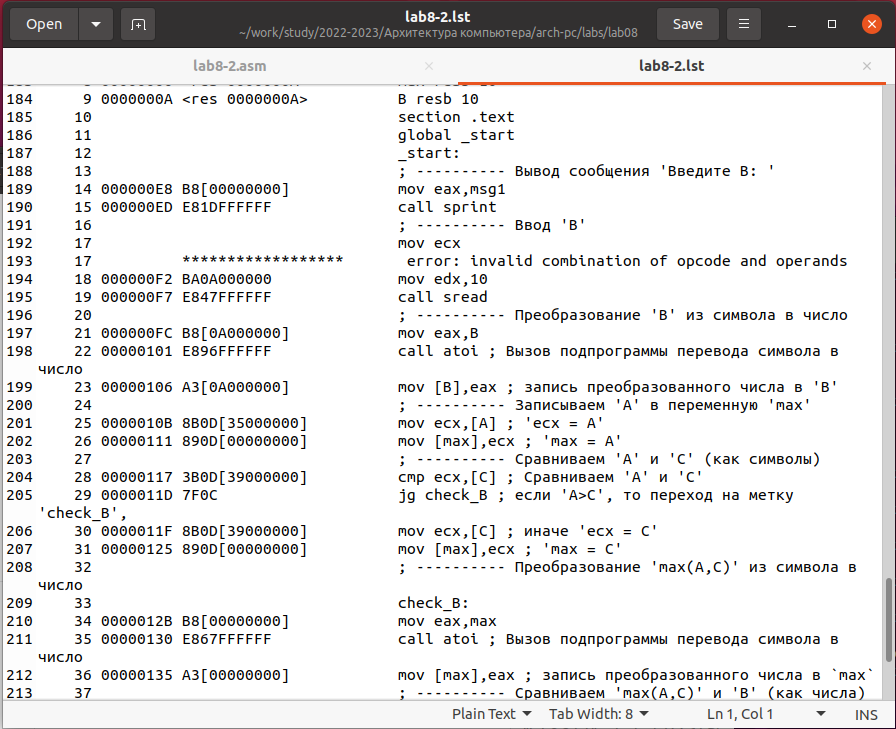 Open
lab8-2.lst
~/work/study/2022-2023/Архитектура компьютера/arch-pc/labs/lab08
Save
lab8-2.asm
lab8-2.lst
184 9 0000000A <res 0000000A> B resb 10
185 10 section .text
186 11 global _start
187 12 _start:
188 13 ; ---------- Вывод сообщения 'Введите B: '
189 14 000000E8 B8[00000000] mov eax,msg1
190 15 000000ED E81DFFFFFF call sprint
191 16 ; ---------- Ввод 'B'
192 17 mov ecx
193 17 ****************** error: invalid combination of opcode and operands
194 18 000000F2 BA0A000000 mov edx,10
195 19 000000F7 E847FFFFFF call sread
196 20 ; ---------- Преобразование 'B' из символа в число
197 21 000000FC B8[0A000000] mov eax,B
198 22 00000101 E896FFFFFF call atoi ; Вызов подпрограммы перевода символа в
число
199 23 00000106 A3[0A000000] mov [B],eax ; запись преобразованного числа в 'B'
200 24 ; ---------- Записываем 'A' в переменную 'max'
201 25 0000010B 8B0D[35000000] mov ecx,[A] ; 'ecx = A'
202 26 00000111 890D[00000000] mov [max],ecx ; 'max = A'
203 27 ; ---------- Сравниваем 'A' и 'C' (как символы)
204 28 00000117 3B0D[39000000] cmp ecx,[C] ; Сравниваем 'A' и 'C'
205 29 0000011D 7F0C jg check_B ; если 'A>C', то переход на метку
'check_B',
206 30 0000011F 8B0D[39000000] mov ecx,[C] ; иначе 'ecx = C'
207 31 00000125 890D[00000000] mov [max],ecx ; 'max = C'
208 32 ; ---------- Преобразование 'max(A,C)' из символа в
число
209 33 check_B:
210 34 0000012B B8[00000000] mov eax,max
211 35 00000130 E867FFFFFF call atoi ; Вызов подпрограммы перевода символа в
число
212 36 00000135 A3[00000000] mov [max],eax ; запись преобразованного числа в `max`
213 37 ; ---------- Сравниваем 'max(A,C)' и 'B' (как числа)
Plain Text Tab Width: 8 Ln 1, Col 1 INS